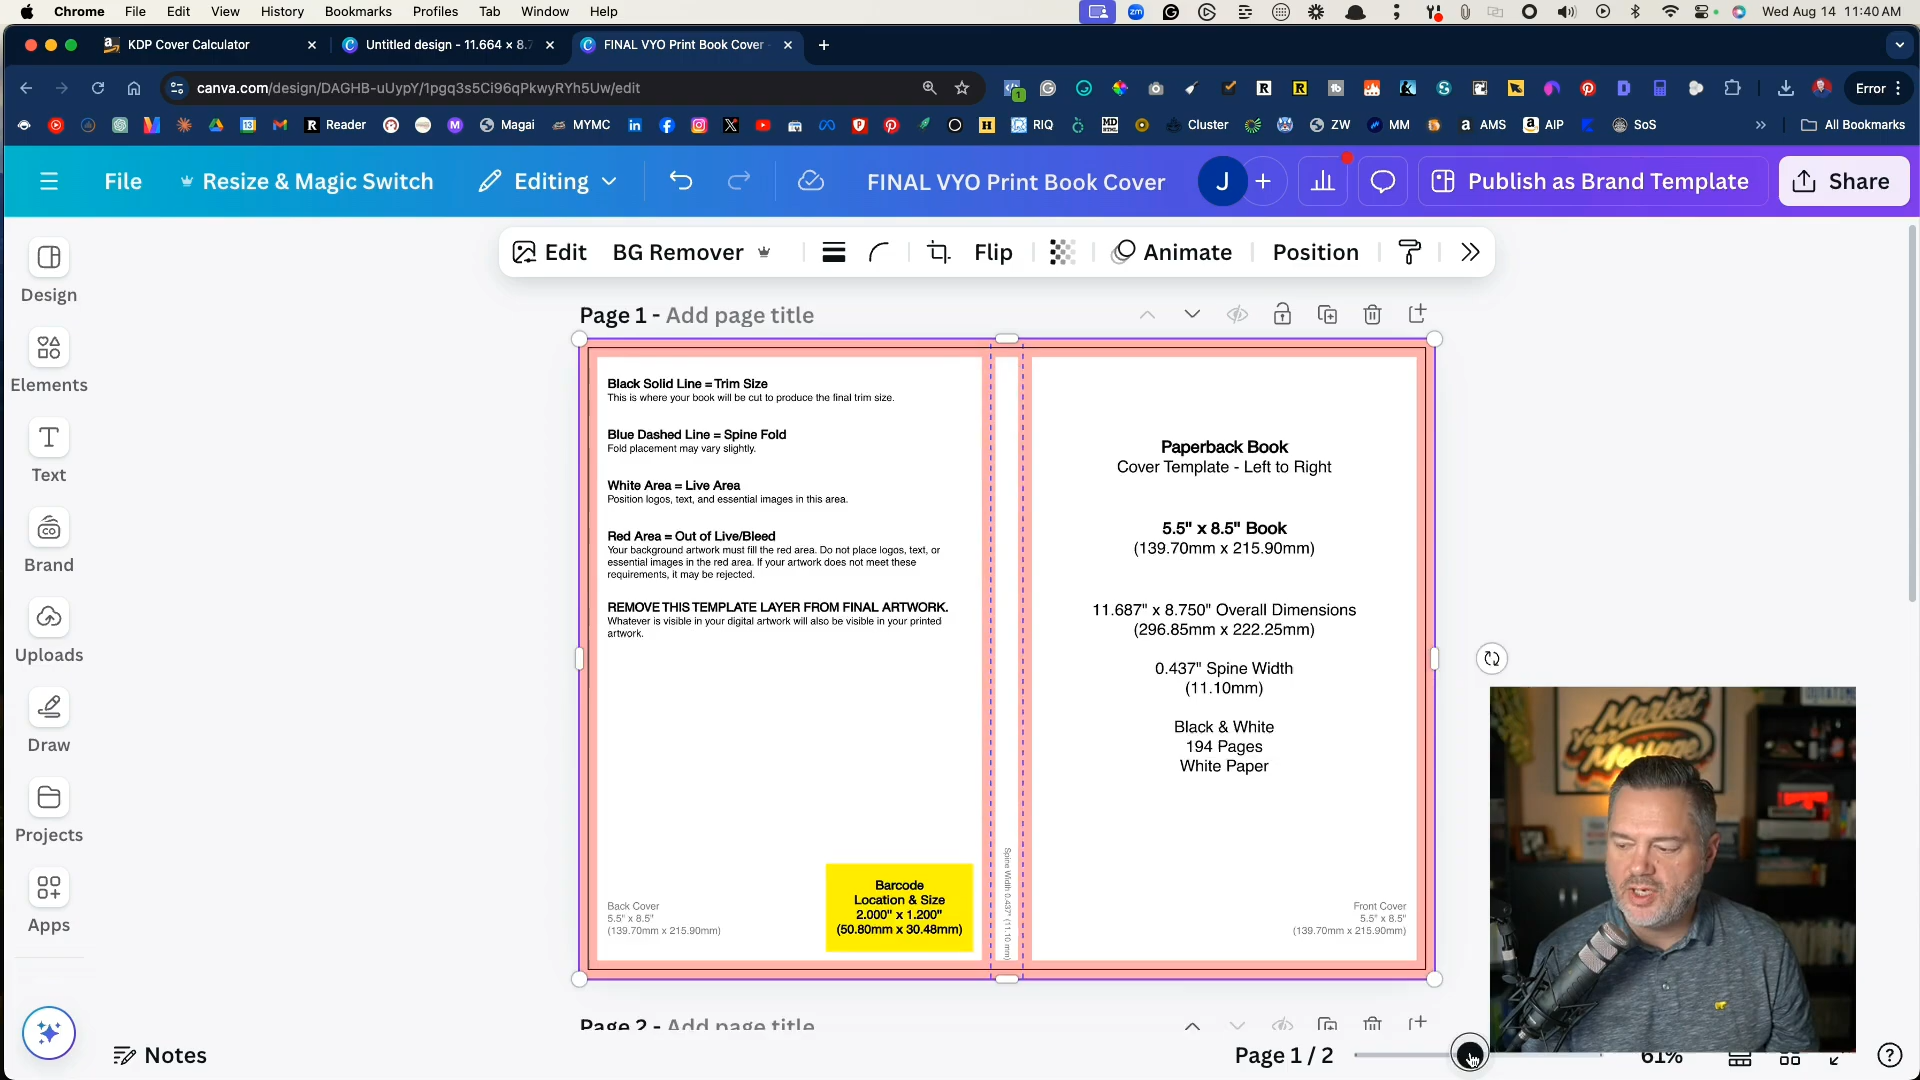 Chrome File Edit View History Bookmarks Profiles Tab Window Help
Wed Aug 14 11:40 AM
KDP Cover Calculator
Untitled design - 11.664 × 8.7
FINAL VYO Print Book Cover
canva.com/design/DAGHB-uUypY/1pgq3s5Ci96qPkwyRYh5Uw/edit
Error
Reader Magai MYMC RIQ Cluster ZW MM AMS AIP SoS All Bookmarks
File Resize & Magic Switch Editing FINAL VYO Print Book Cover J Publish as Brand Template Share
Edit BG Remover Flip Animate Position
Design
Elements
Text
Brand
Uploads
Draw
Projects
Apps
Page 1 - Add page title
Black Solid Line = Trim Size
This is where your book will be cut to produce the final trim size.
Blue Dashed Line = Spine Fold
Fold placement may vary slightly.
White Area = Live Area
Position logos, text, and essential images in this area.
Red Area = Out of Live/Bleed
Your background artwork must fill the red area. Do not place logos, text, or
essential images in the red area. If your artwork does not meet these
requirements, it may be rejected.
REMOVE THIS TEMPLATE LAYER FROM FINAL ARTWORK.
Whatever is visible in your digital artwork will also be visible in your printed
artwork.
Back Cover
5.5" x 8.5"
(139.70mm x 215.90mm)
Barcode
Location & Size
2.000" x 1.200"
(50.80mm x 30.48mm)
Spine Width 0.437" (11.10 mm)
Paperback Book
Cover Template - Left to Right
5.5" x 8.5" Book
(139.70mm x 215.90mm)
11.687" x 8.750" Overall Dimensions
(296.85mm x 222.25mm)
0.437" Spine Width
(11.10mm)
Black & White
194 Pages
White Paper
Front Cover
5.5" x 8.5"
(139.70mm x 215.90mm)
Market
Your
Message
Page 2 - Add page title
Notes
Page 1 / 2
61%